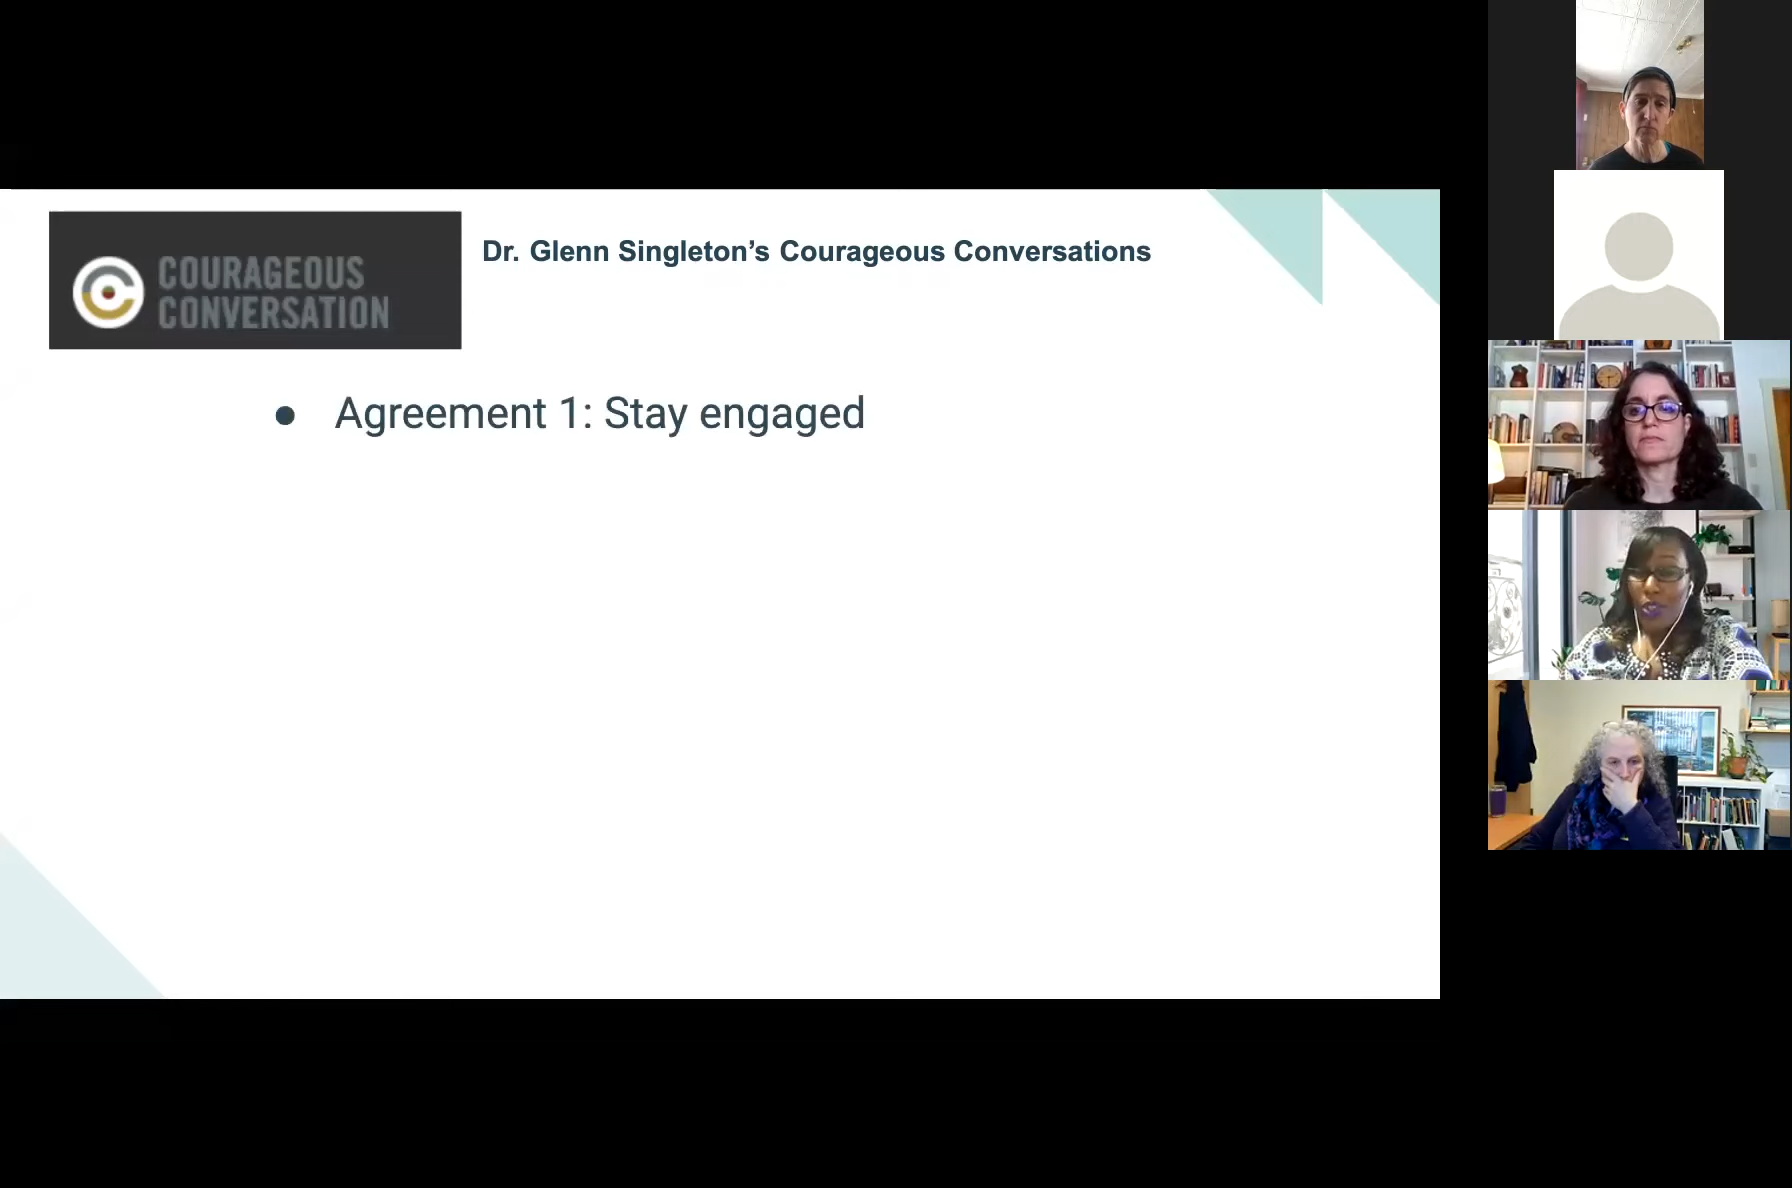 COURAGEOUS
CONVERSATION
Dr. Glenn Singleton’s Courageous Conversations
● Agreement 1: Stay engaged